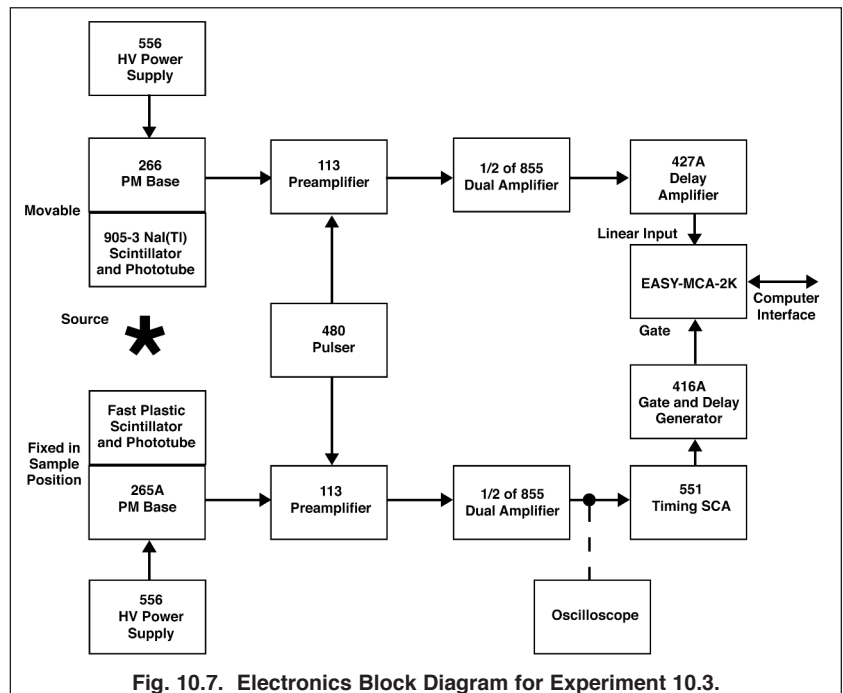 556
HV Power
Supply
266
PM Base
113
Preamplifier
1/2 of 855
Dual Amplifier
427A
Delay
Amplifier
Movable
905-3 NaI(Tl)
Scintillator
and Phototube
Linear Input
EASY-MCA-2K
Computer
Interface
Source
480
Pulser
Gate
416A
Gate and Delay
Generator
Fast Plastic
Scintillator
and Phototube
Fixed in
Sample
Position
265A
PM Base
113
Preamplifier
1/2 of 855
Dual Amplifier
551
Timing SCA
556
HV Power
Supply
Oscilloscope
Fig. 10.7. Electronics Block Diagram for Experiment 10.3.